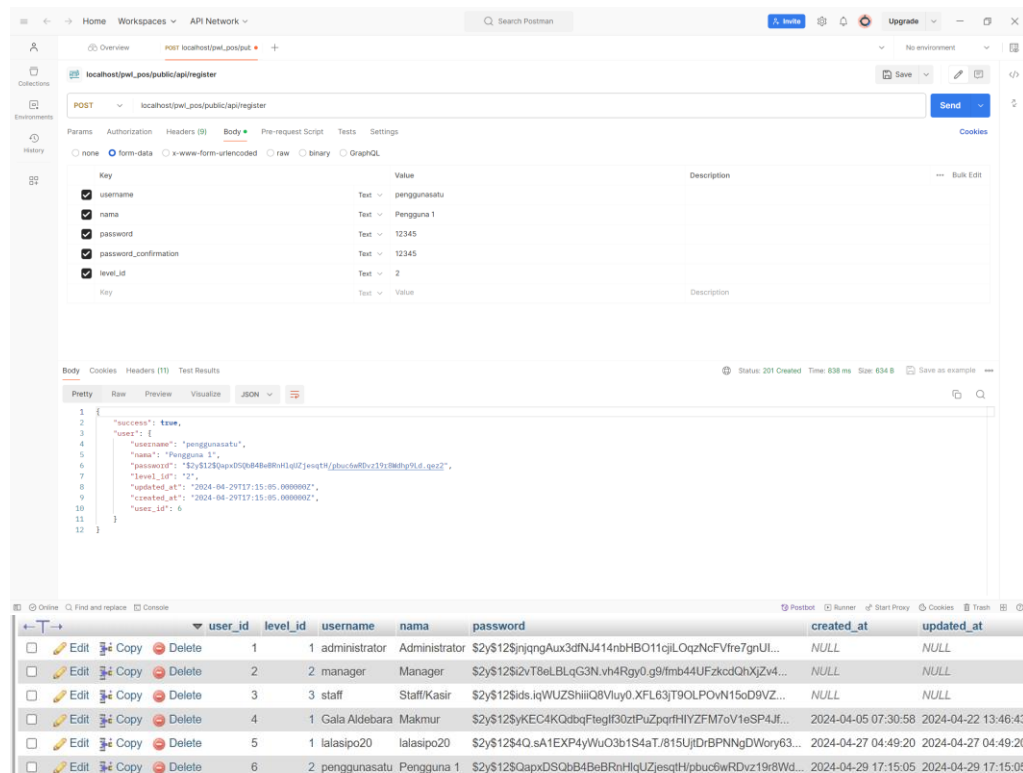 Home Workspaces API Network Search Postman Invite Upgrade
Overview POST localhost/pwl_pos/put No environment
Collections
localhost/pwl_pos/public/api/register Save
Environments
POST localhost/pwl_pos/public/api/register Send
History
Params Authorization Headers (9) Body Pre-request Script Tests Settings Cookies
none form-data x-www-form-urlencoded raw binary GraphQL
Key Value Description Bulk Edit
username Text penggunasatu
nama Text Pengguna 1
password Text 12345
password_confirmation Text 12345
level_id Text 2
Key Text Value Description
Body Cookies Headers (11) Test Results Status: 201 Created Time: 838 ms Size: 634 B Save as example
Pretty Raw Preview Visualize JSON
1 {
2 "success": true,
3 "user": {
4 "username": "penggunasatu",
5 "nama": "Pengguna 1",
6 "password": "$2y$12$QapxDSQbB4BeBRnHlqUZjesqtH/pbuc6wRDvz19r8Wdhp9Ld.qez2",
7 "level_id": "2",
8 "updated_at": "2024-04-29T17:15:05.000000Z",
9 "created_at": "2024-04-29T17:15:05.000000Z",
10 "user_id": 6
11 }
12 }
Online Find and replace Console Postbot Runner Start Proxy Cookies Trash
user_id level_id username nama password created_at updated_at
Edit Copy Delete 1 1 administrator Administrator $2y$12$jnjqngAux3dfNJ414nbHBO11cjiLOqzNcFVfre7gnUI... NULL NULL
Edit Copy Delete 2 2 manager Manager $2y$12$i2vT8eLBLqG3N.vh4Rgy0.g9/fmb44UFzkcdQhXjZv4... NULL NULL
Edit Copy Delete 3 3 staff Staff/Kasir $2y$12$ids.iqWUZShiiiQ8Vluy0.XFL63jT9OLPOvN15oD9VZ... NULL NULL
Edit Copy Delete 4 1 Gala Aldebara Makmur $2y$12$yKEC4KQdbqFteglf30ztPuZpqrfHIYZFM7oV1eSP4Jf... 2024-04-05 07:30:58 2024-04-22 13:46:43
Edit Copy Delete 5 1 lalasipo20 lalasipo20 $2y$12$4Q.sA1EXP4yWuO3b1S4aT./815UjtDrBPNNgDWory63... 2024-04-27 04:49:20 2024-04-27 04:49:20
Edit Copy Delete 6 2 penggunasatu Pengguna 1 $2y$12$QapxDSQbB4BeBRnHlqUZjesqtH/pbuc6wRDvz19r8Wd... 2024-04-29 17:15:05 2024-04-29 17:15:05